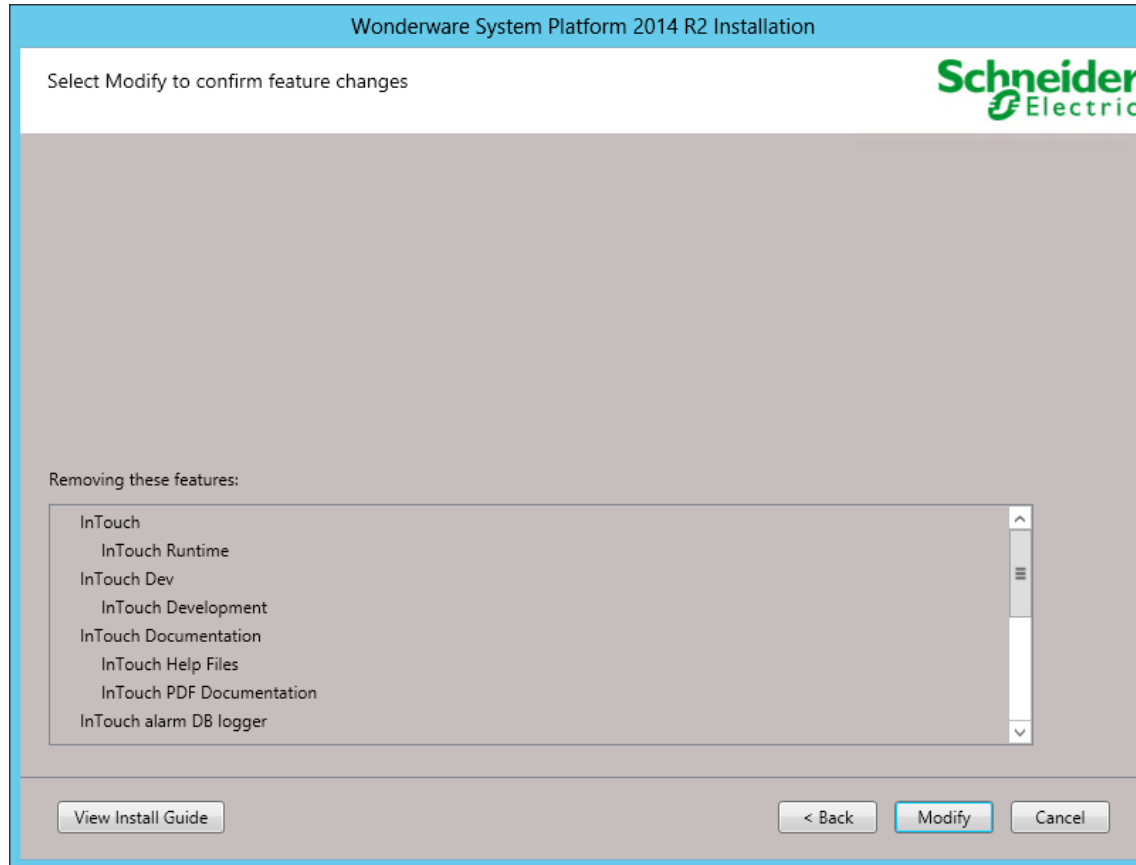 Wonderware System Platform 2014 R2 Installation
Select Modify to confirm feature changes
Schneider
Electric
Removing these features:
InTouch
InTouch Runtime
InTouch Dev
InTouch Development
InTouch Documentation
InTouch Help Files
InTouch PDF Documentation
InTouch alarm DB logger
View Install Guide
< Back
Modify
Cancel